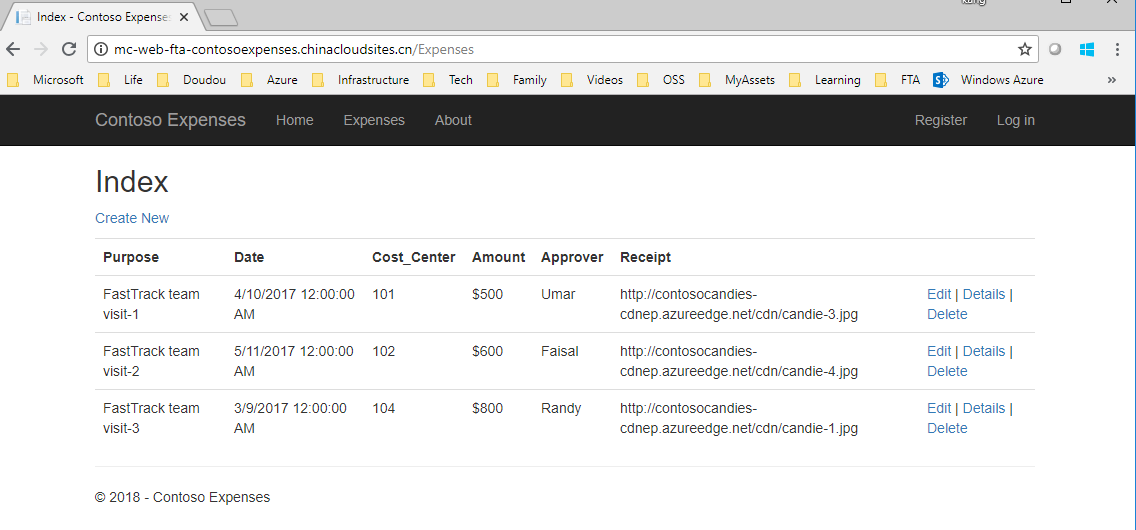 Index - Contoso Expenses
mc-web-fta-contosoexpenses.chinacloudsites.cn/Expenses
Microsoft Life Doudou Azure Infrastructure Tech Family Videos OSS MyAssets Learning FTA Windows Azure »
Contoso Expenses Home Expenses About Register Log in
Index
Create New
Purpose Date Cost_Center Amount Approver Receipt
FastTrack team 4/10/2017 12:00:00 101 $500 Umar http://contosocandies- Edit | Details |
visit-1 AM cdnep.azureedge.net/cdn/candie-3.jpg Delete
FastTrack team 5/11/2017 12:00:00 102 $600 Faisal http://contosocandies- Edit | Details |
visit-2 AM cdnep.azureedge.net/cdn/candie-4.jpg Delete
FastTrack team 3/9/2017 12:00:00 104 $800 Randy http://contosocandies- Edit | Details |
visit-3 AM cdnep.azureedge.net/cdn/candie-1.jpg Delete
© 2018 - Contoso Expenses